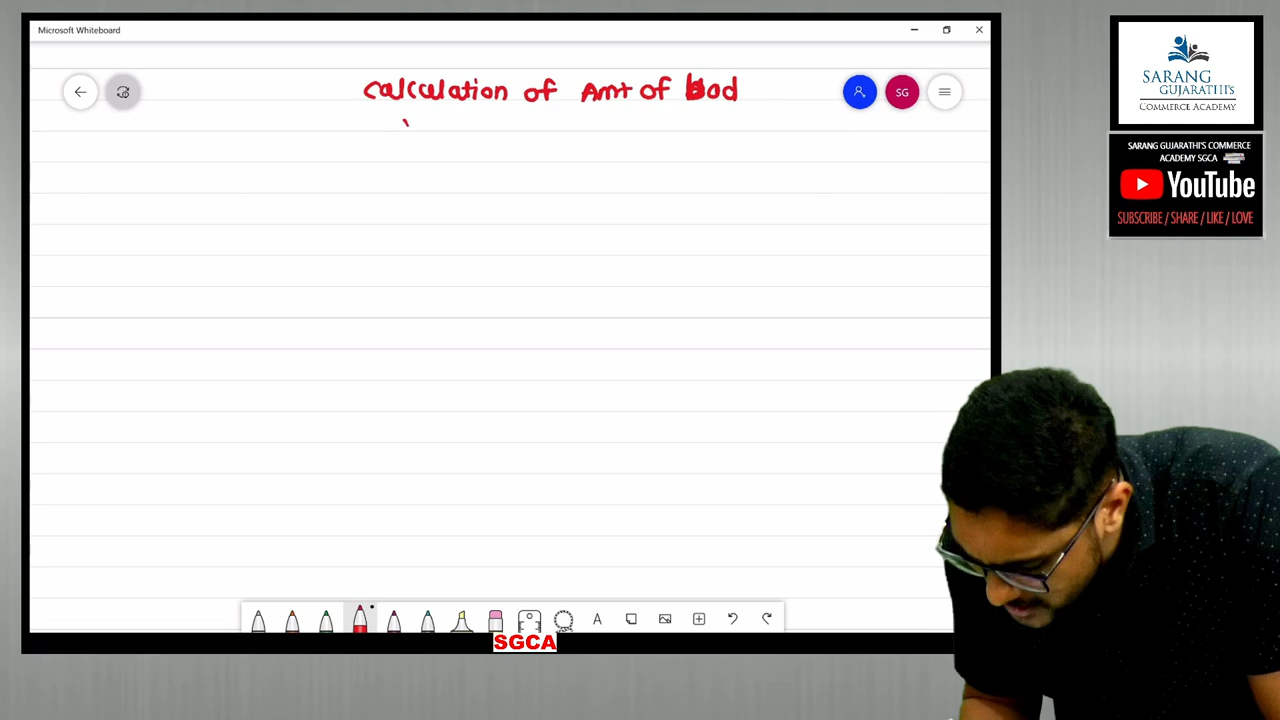 Microsoft Whiteboard
Calculation of Amt of
SG
SARANG
GUJARATHI'S
COMMERCE ACADEMY
SARANG GUJARATHI'S COMMERCE
ACADEMY SGCA
YouTube
SUBSCRIBE / SHARE / LIKE / LOVE
A
SGCA